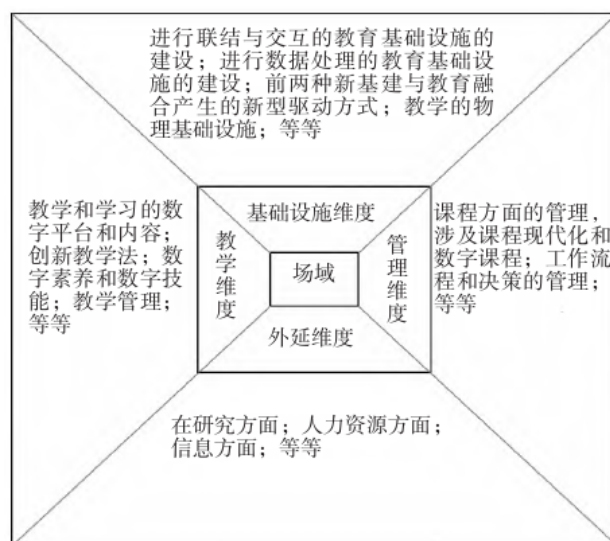 进行联结与交互的教育基础设施的
建设；进行数据处理的教育基础设
施的建设；前两种新基建与教育融
合产生的新型驱动方式；教学的物
理基础设施；等等
教学和学习的数
字平台和内容；
创新教学法；数
字素养和数字技
能；教学管理；
等等
基础设施维度
教学维度
场域
管理维度
外延维度
课程方面的管理，
涉及课程现代化和
数字课程；工作流
程和决策的管理；
等等
在研究方面；人力资源方面；
信息方面；等等